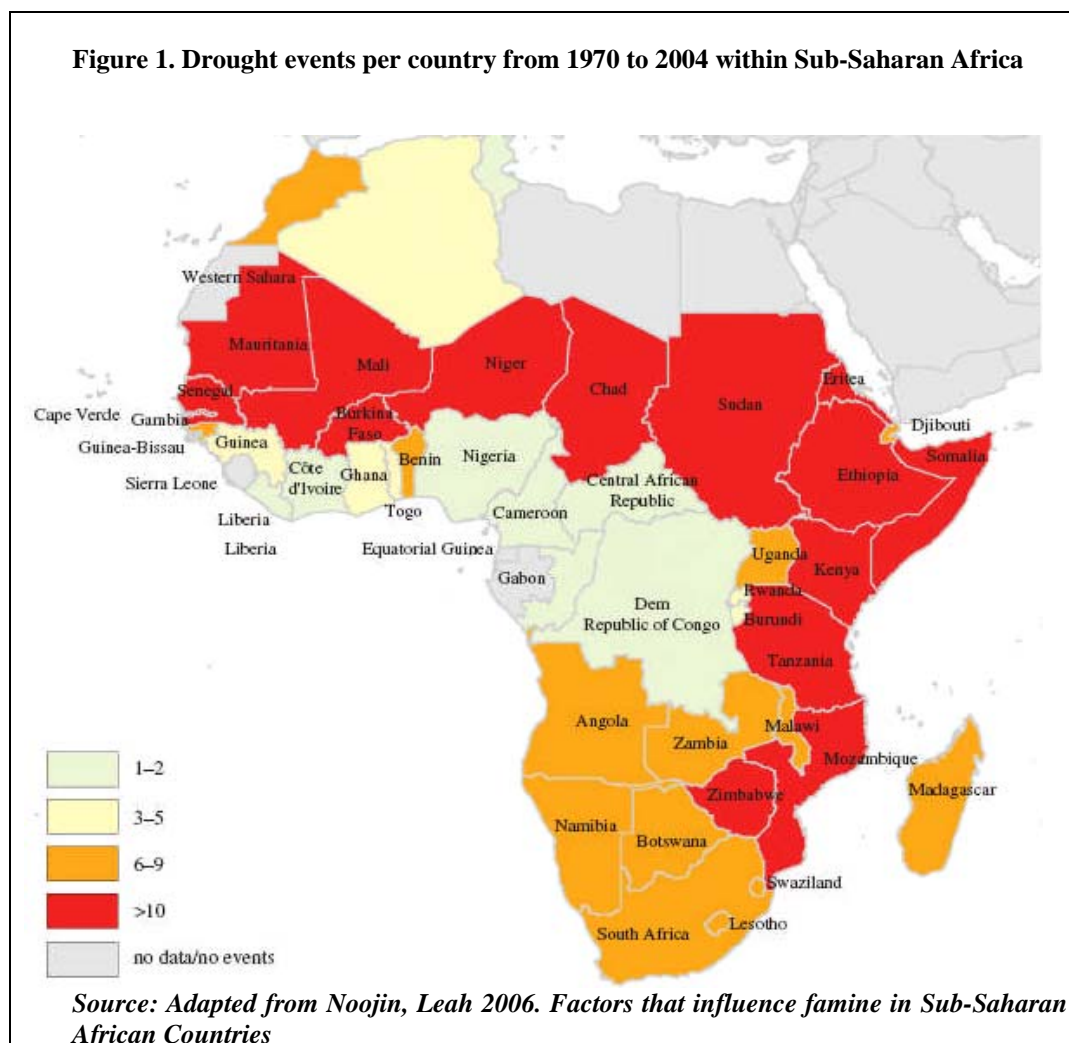 Figure 1. Drought events per country from 1970 to 2004 within Sub-Saharan Africa
Western Sahara
Mauritania
Mali
Niger
Chad
Sudan
Eritea
Senegal
Cape Verde
Gambia
Burkina
Faso
Djibouti
Guinea-Bissau
Guinea
Côte
d'Ivoire
Ghana
Benin
Nigeria
Somalia
Ethiopia
Sierra Leone
Central African
Republic
Liberia
Togo
Cameroon
Liberia
Equatorial Guinea
Uganda
Kenya
Gabon
Rwanda
Dem
Republic of Congo
Burundi
Tanzania
Angola
Zambia
Malawi
Mozambique
Madagascar
Zimbabwe
Namibia
Botswana
Swaziland
Lesotho
South Africa
1–2
3–5
6–9
>10
no data/no events
Source: Adapted from Noojin, Leah 2006. Factors that influence famine in Sub-Saharan
African Countries